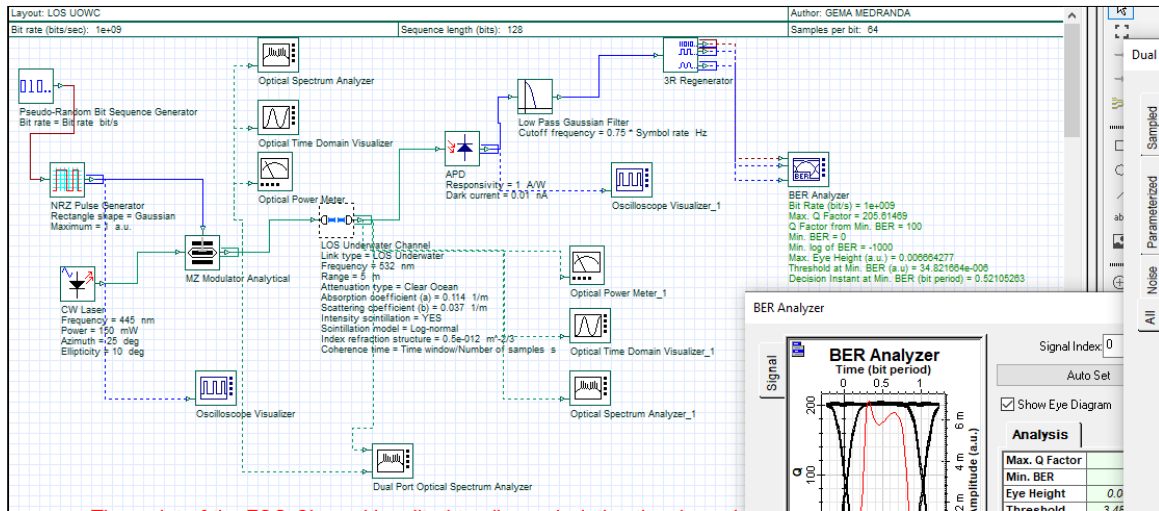 Layout: LOS UOWC
Author: GEMA MEDRANDA
Bit rate (bits/sec): 1e+09
Sequence length (bits): 128
Samples per bit: 64
Pseudo-Random Bit Sequence Generator
Bit rate = Bit rate bit/s
NRZ Pulse Generator
Rectangle shape = Gaussian
Maximum = 1 a.u.
CW Laser
Frequency = 445 nm
Power = 150 mW
Azimuth = 25 deg
Ellipticity = 10 deg
MZ Modulator Analytical
Oscilloscope Visualizer
Optical Spectrum Analyzer
Optical Time Domain Visualizer
Optical Power Meter
LOS Underwater Channel
Link type = LOS Underwater
Frequency = 532 nm
Range = 5 m
Attenuation type = Clear Ocean
Absorption coefficient (a) = 0.114 1/m
Scattering coefficient (b) = 0.037 1/m
Intensity scintillation = YES
Scintillation model = Log-normal
Index refraction structure = 0.5e-012 m^-2/3
Coherence time = Time window/Number of samples s
Dual Port Optical Spectrum Analyzer
APD
Responsivity = 1 A/W
Dark current = 0.01 nA
Low Pass Gaussian Filter
Cutoff frequency = 0.75 * Symbol rate Hz
3R Regenerator
Oscilloscope Visualizer_1
Optical Power Meter_1
Optical Time Domain Visualizer_1
Optical Spectrum Analyzer_1
BER
BER Analyzer
Bit Rate (bit/s) = 1e+009
Max. Q Factor = 205.61469
Q Factor from Min. BER = 100
Min. BER = 0
Min. log of BER = -1000
Max. Eye Height (a.u.) = 0.006664277
Threshold at Min. BER (a.u) = 34.821664e-006
Decision Instant at Min. BER (bit period) = 0.52105263
BER Analyzer
Signal
BER Analyzer
Time (bit period)
0 0.5 1
200
100
Q
6 m
4 m
2 m
Amplitude (a.u.)
Signal Index: 0
Auto Set
Show Eye Diagram
Analysis
Max. Q Factor
Min. BER
Eye Height
Threshold
Dual
Sampled
Parameterized
Noise
All